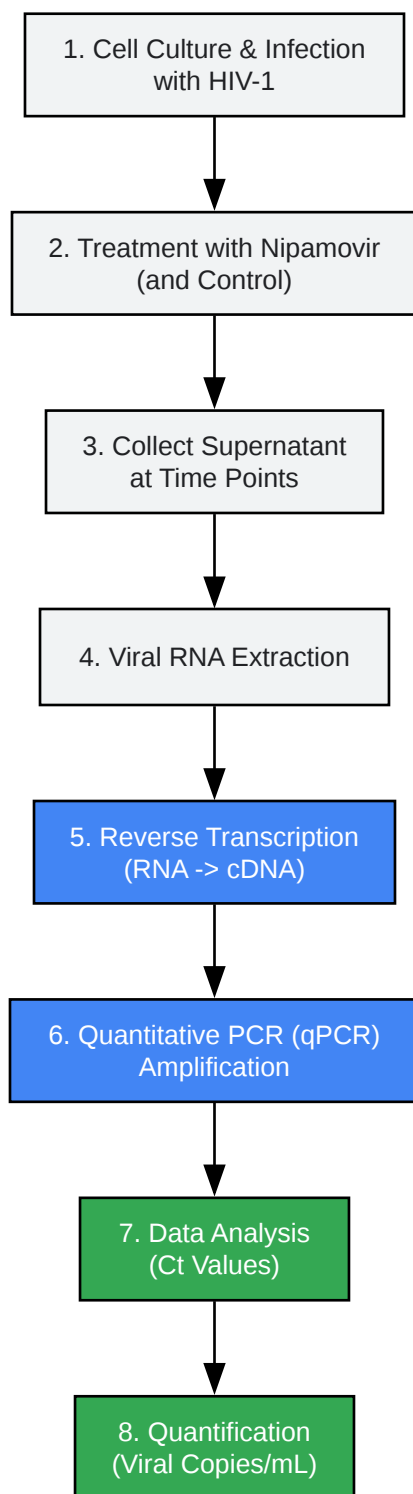 1. Cell Culture & Infection
with HIV-1
2. Treatment with Nipamovir
(and Control)
3. Collect Supernatant
at Time Points
4. Viral RNA Extraction
5. Reverse Transcription
(RNA -> cDNA)
6. Quantitative PCR (qPCR)
Amplification
7. Data Analysis
(Ct Values)
8. Quantification
(Viral Copies/mL)